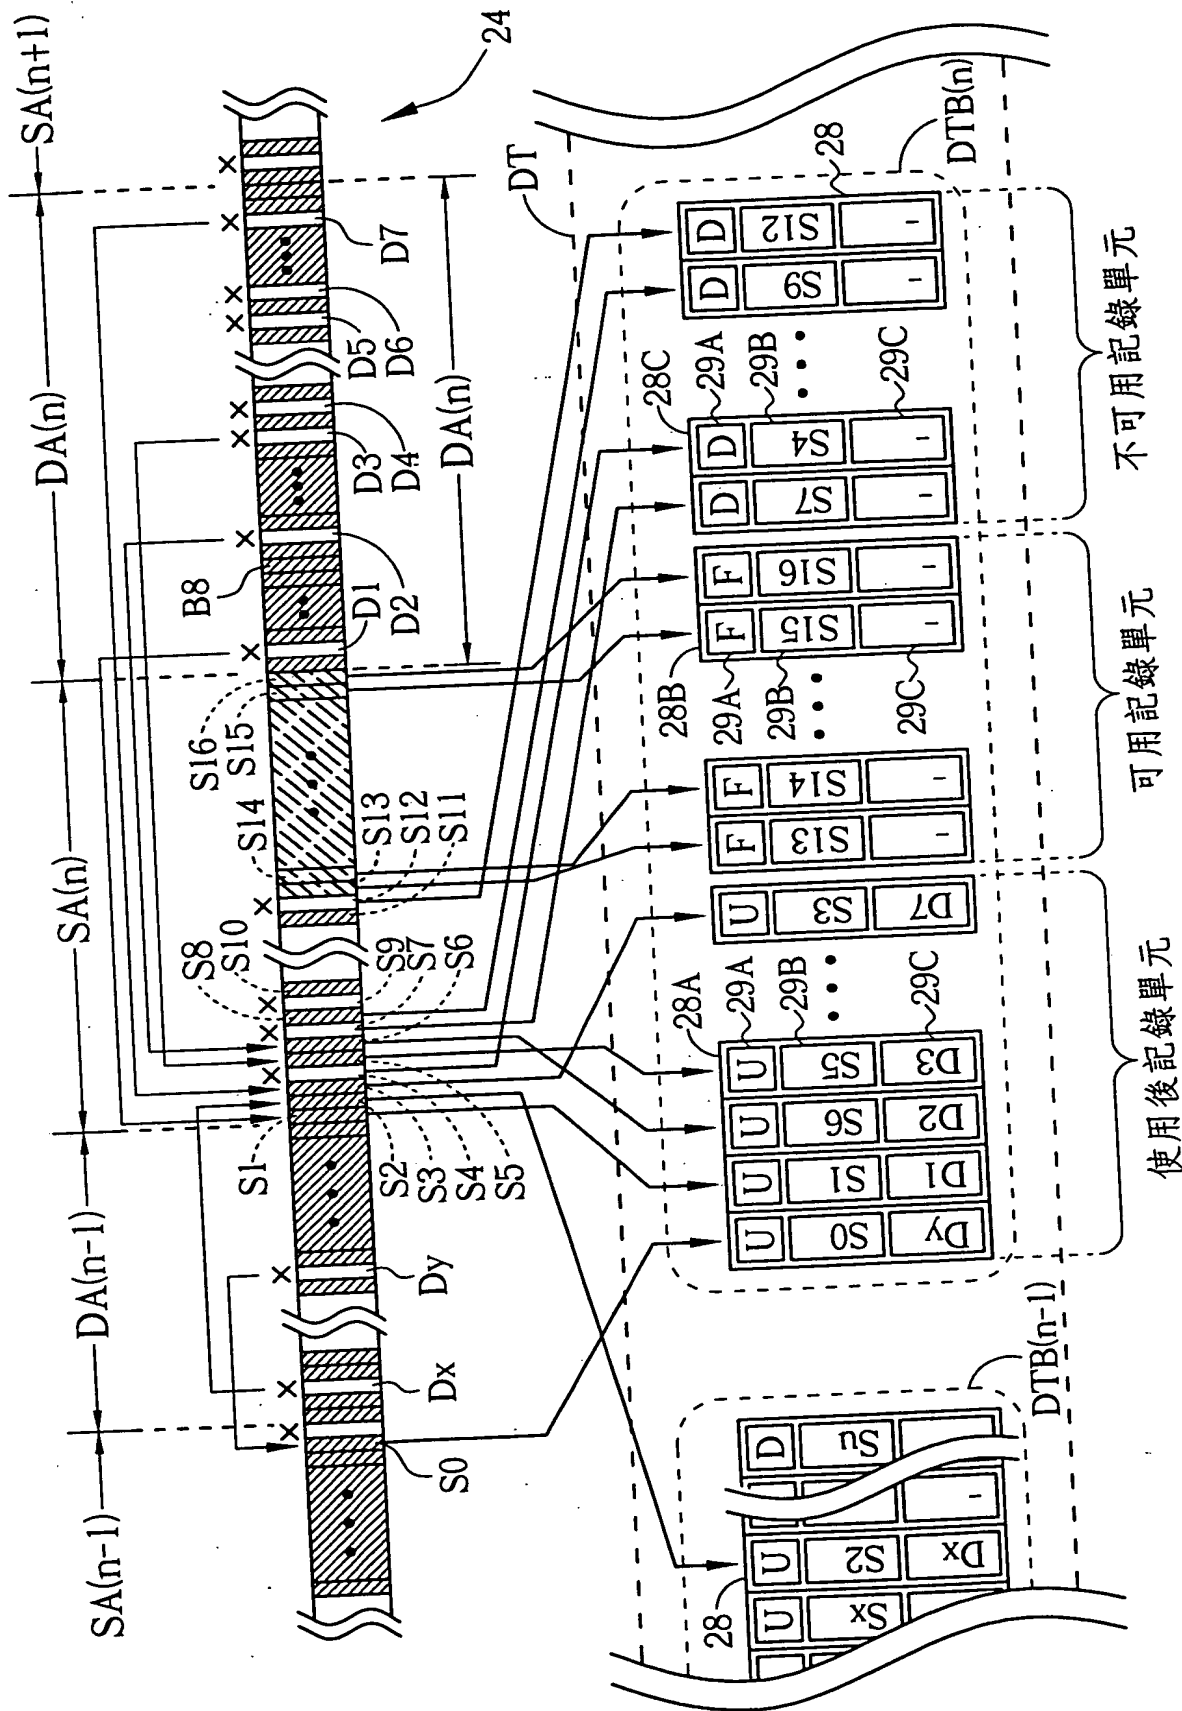 SA(n-1)
DA(n-1)
SA(n)
DA(n)
SA(n+1)
24
S1
S8
S10
S14
S16
S15
B8
S0
Dx
Dy
S2
S3
S4
S5
S6
S7
S9
S11
S12
S13
D1
D2
D3
D4
D5
D6
D7
DA(n)
DT
28
U
Sx
U
S2
Dx
-
D
Su
DTB(n-1)
U
S0
Dy
U
S1
D1
U
S6
D2
U
S5
D3
28A
29A
29B
29C
U
S3
D7
F
S13
-
F
S14
-
28B
29A
29B
29C
F
S15
-
F
S16
-
D
S7
-
D
S4
-
28C
29A
29B
29C
D
S9
-
D
S12
-
28
DTB(n)
使用後記錄單元
可用記錄單元
不可用記錄單元